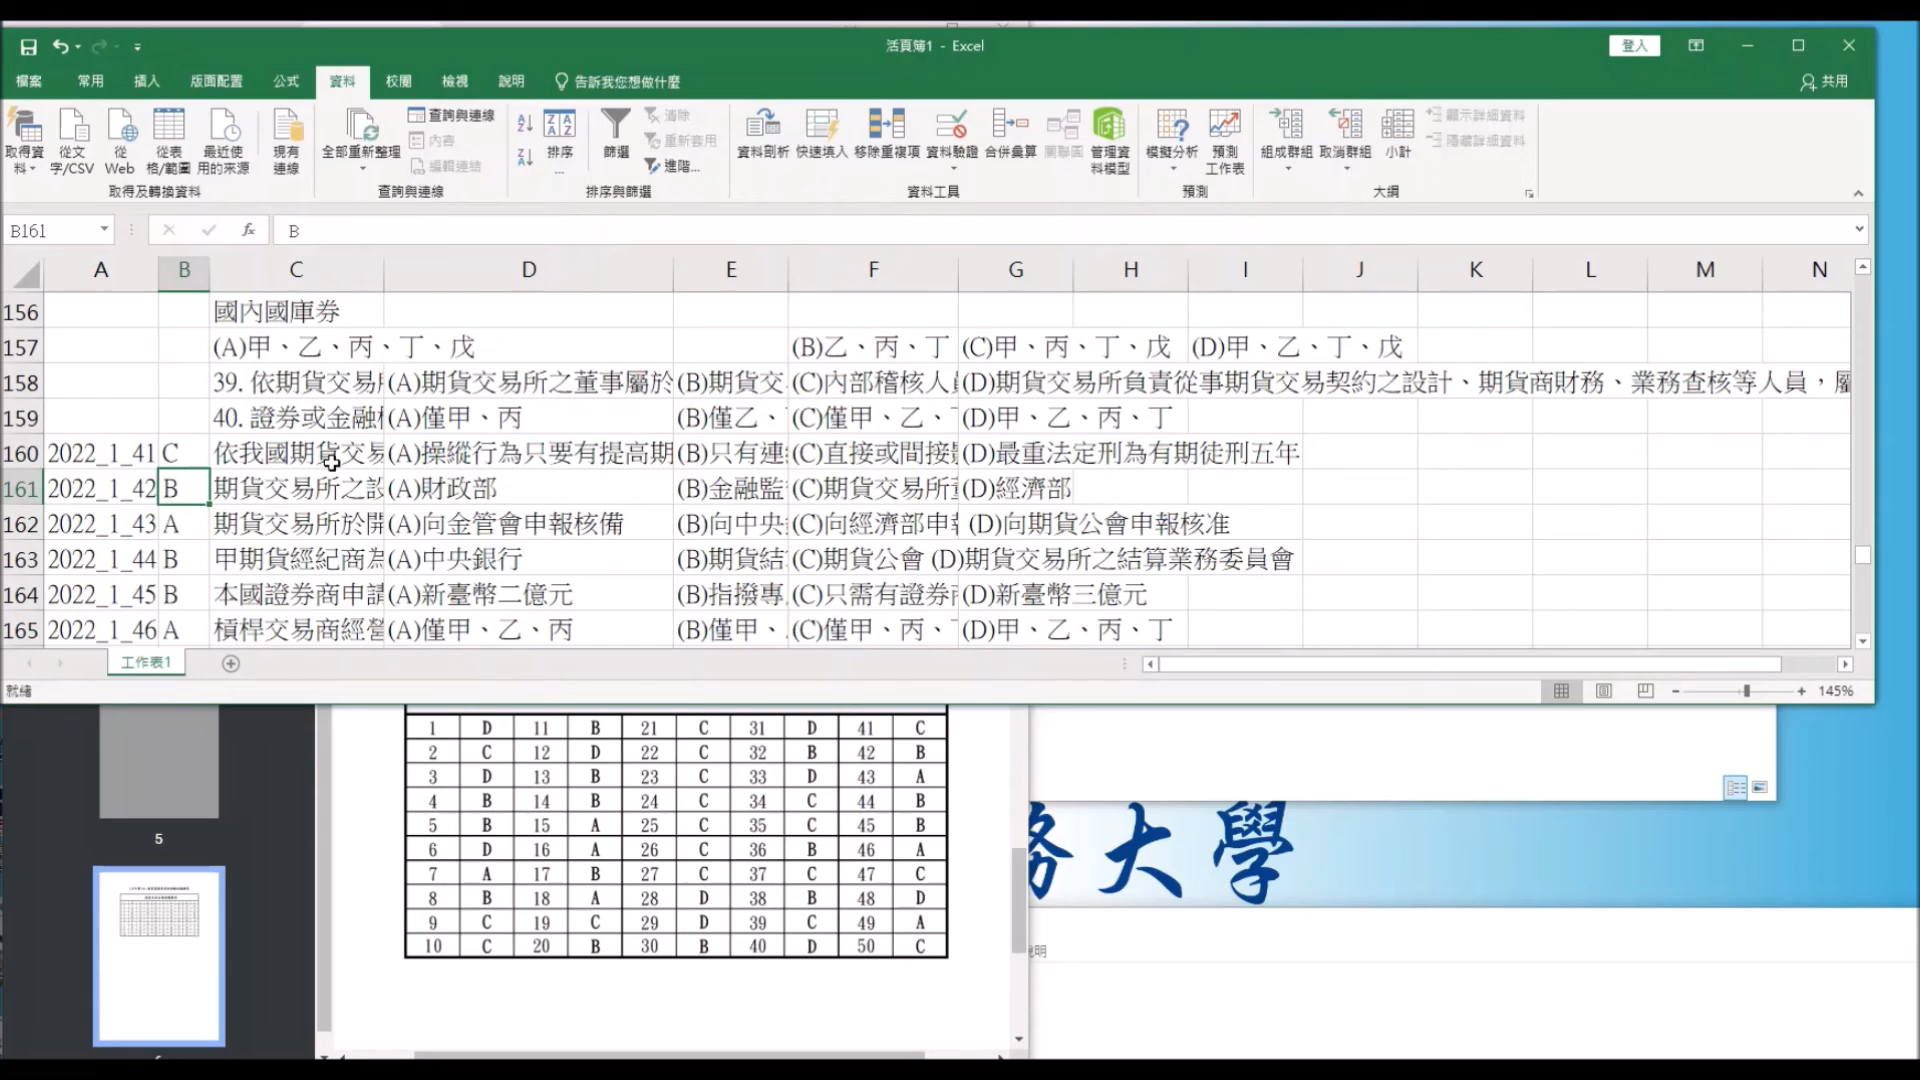 活頁簿1 - Excel
登入
檔案 常用 插入 版面配置 公式 資料 校閱 檢視 說明 告訴我您想做什麼 共用
取得資料 從文字/CSV 從 Web 從表格/範圍 最近使用的來源 現有連線
取得及轉換資料
全部重新整理 查詢與連線 內容 編輯連結
查詢與連線
排序... 篩選 清除 重新套用 進階...
排序與篩選
資料剖析 快速填入 移除重複項 資料驗證 合併彙算 關聯圖 管理資料模型
資料工具
模擬分析 預測工作表
預測
組成群組 取消群組 小計 顯示詳細資料 隱藏詳細資料
大綱
B161 fx B
A B C D E F G H I J K L M N
156 國內國庫券
157 (A)甲、乙、丙、丁、戊 (B)乙、丙、丁 (C)甲、丙、丁、戊 (D)甲、乙、丁、戊
158 39. 依期貨交易 (A)期貨交易所之董事屬於 (B)期貨交 (C)內部稽核人 (D)期貨交易所負責從事期貨交易契約之設計、期貨商財務、業務查核等人員，屬
159 40. 證券或金融 (A)僅甲、丙 (B)僅乙、 (C)僅甲、乙、 (D)甲、乙、丙、丁
160 2022_1_41 C 依我國期貨交易 (A)操縱行為只要有提高期 (B)只有連 (C)直接或間接 (D)最重法定刑為有期徒刑五年
161 2022_1_42 B 期貨交易所之設 (A)財政部 (B)金融監 (C)期貨交易所 (D)經濟部
162 2022_1_43 A 期貨交易所於開 (A)向金管會申報核備 (B)向中央 (C)向經濟部申 (D)向期貨公會申報核准
163 2022_1_44 B 甲期貨經紀商為 (A)中央銀行 (B)期貨結 (C)期貨公會 (D)期貨交易所之結算業務委員會
164 2022_1_45 B 本國證券商申請 (A)新臺幣二億元 (B)指撥專 (C)只需有證券 (D)新臺幣三億元
165 2022_1_46 A 槓桿交易商經營 (A)僅甲、乙、丙 (B)僅甲、 (C)僅甲、丙、 (D)甲、乙、丙、丁
工作表1
就緒 145%
1 D 11 B 21 C 31 D 41 C
2 C 12 D 22 C 32 B 42 B
3 D 13 B 23 C 33 D 43 A
4 B 14 B 24 C 34 C 44 B
5 B 15 A 25 C 35 C 45 B
6 D 16 A 26 C 36 B 46 A
7 A 17 B 27 C 37 C 47 C
8 B 18 A 28 D 38 B 48 D
9 C 19 C 29 D 39 C 49 A
10 C 20 B 30 B 40 D 50 C
5
務大學
說明